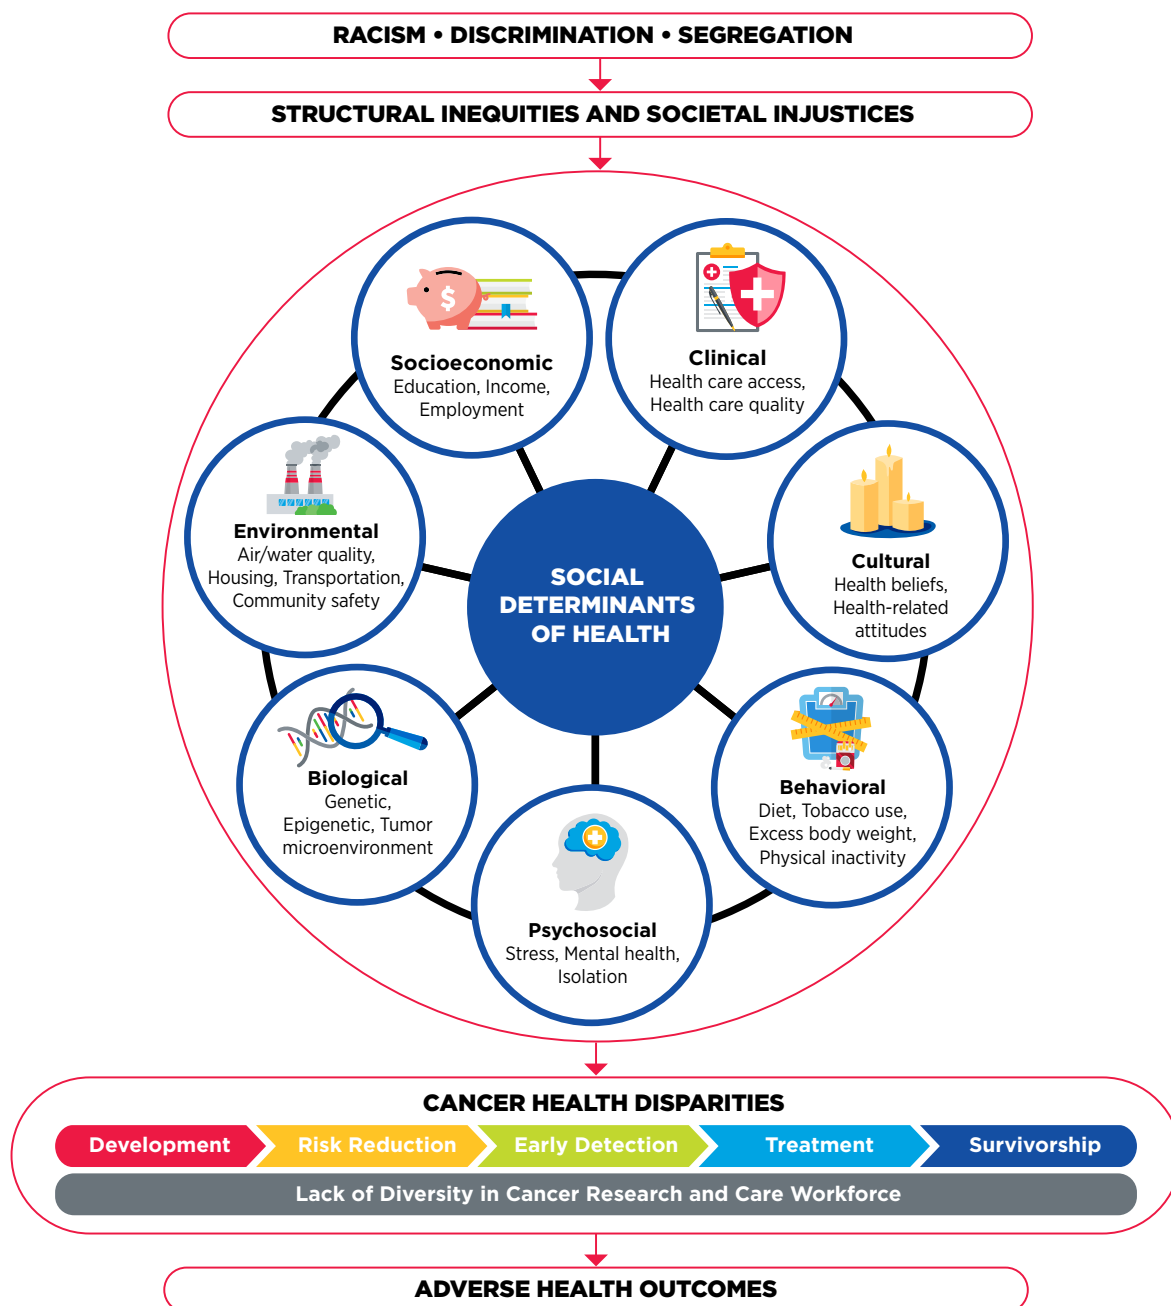 RACISM • DISCRIMINATION • SEGREGATION
STRUCTURAL INEQUITIES AND SOCIETAL INJUSTICES
$
Socioeconomic
Education, Income,
Employment
Clinical
Health care access,
Health care quality
Environmental
Air/water quality,
Housing, Transportation,
Community safety
SOCIAL
DETERMINANTS
OF HEALTH
Cultural
Health beliefs,
Health-related
attitudes
Biological
Genetic,
Epigenetic, Tumor
microenvironment
Behavioral
Diet, Tobacco use,
Excess body weight,
Physical inactivity
Psychosocial
Stress, Mental health,
Isolation
CANCER HEALTH DISPARITIES
Development
Risk Reduction
Early Detection
Treatment
Survivorship
Lack of Diversity in Cancer Research and Care Workforce
ADVERSE HEALTH OUTCOMES